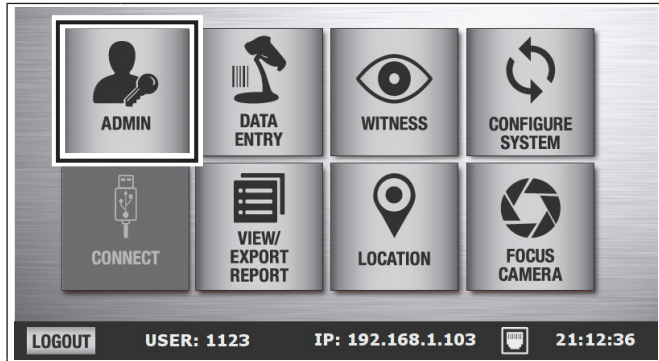 ADMIN
DATA
ENTRY
WITNESS
CONFIGURE
SYSTEM
CONNECT
VIEW/
EXPORT
REPORT
LOCATION
FOCUS
CAMERA
LOGOUT USER: 1123 IP: 192.168.1.103 21:12:36